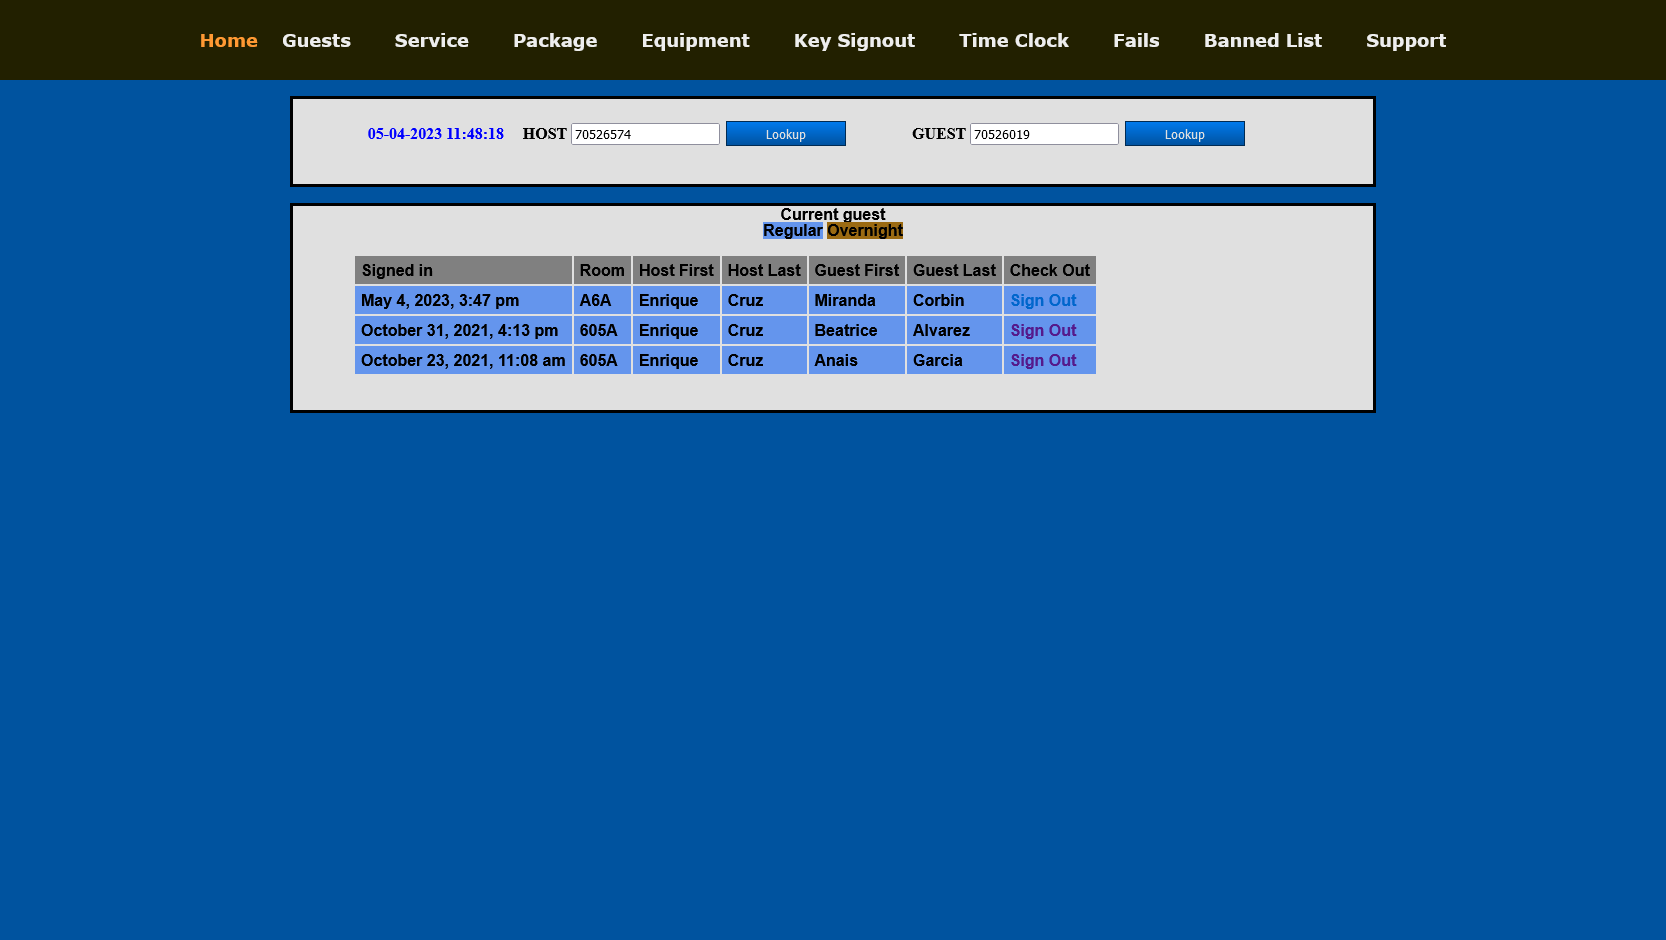 Home Guests Service Package Equipment Key Signout Time Clock Fails Banned List Support
05-04-2023 11:48:18 HOST 70526574 Lookup GUEST 70526019 Lookup
Current guest
Regular Overnight
Signed in Room Host First Host Last Guest First Guest Last Check Out
May 4, 2023, 3:47 pm A6A Enrique Cruz Miranda Corbin Sign Out
October 31, 2021, 4:13 pm 605A Enrique Cruz Beatrice Alvarez Sign Out
October 23, 2021, 11:08 am 605A Enrique Cruz Anais Garcia Sign Out